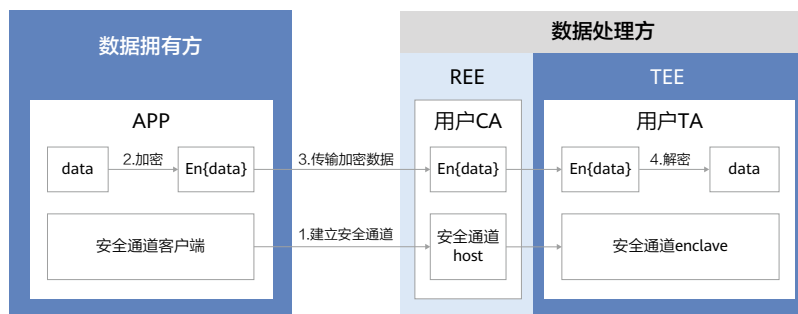 数据拥有方
数据处理方
REE
TEE
APP
用户CA
用户TA
data
2.加密
En{data}
3.传输加密数据
En{data}
En{data}
4.解密
data
安全通道客户端
1.建立安全通道
安全通道
host
安全通道enclave